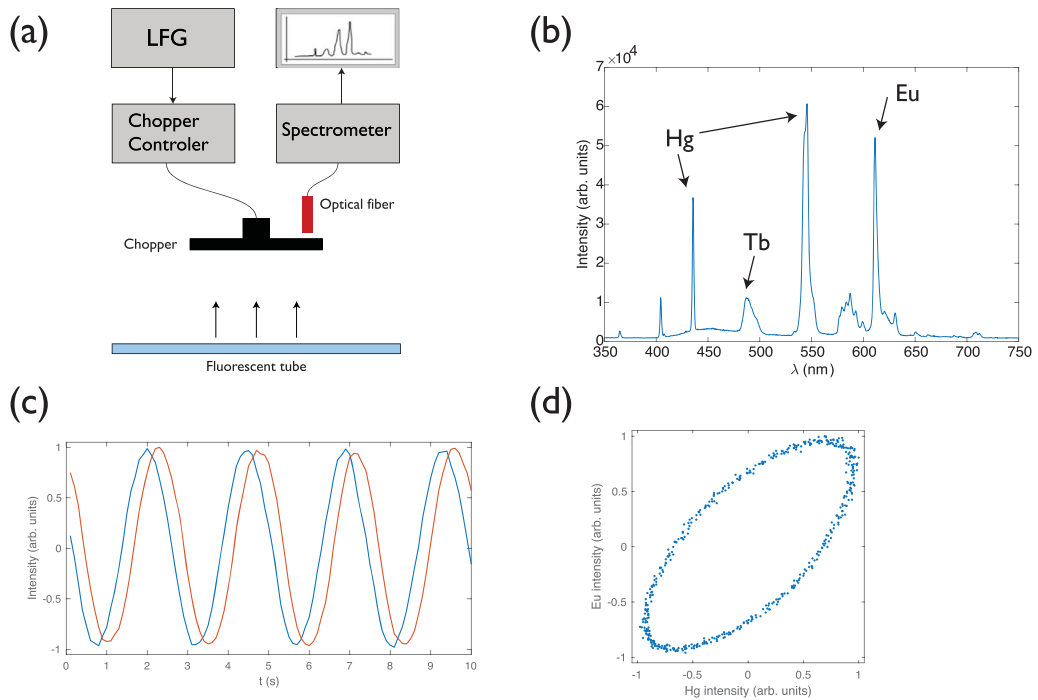 (a)
LFG
Chopper
Controler
Spectrometer
Optical fiber
Chopper
Fluorescent tube
(b)
7 ×10⁴
6
5
4
3
2
1
0
350 400 450 500 550 600 650 700 750
Intensity (arb. units)
λ (nm)
Hg
Tb
Eu
(c)
1
0.5
0
-0.5
-1
0 1 2 3 4 5 6 7 8 9 10
Intensity (arb. units)
t (s)
(d)
1
0.5
0
-0.5
-1
-1 -0.5 0 0.5 1
Eu intensity (arb. units)
Hg intensity (arb. units)